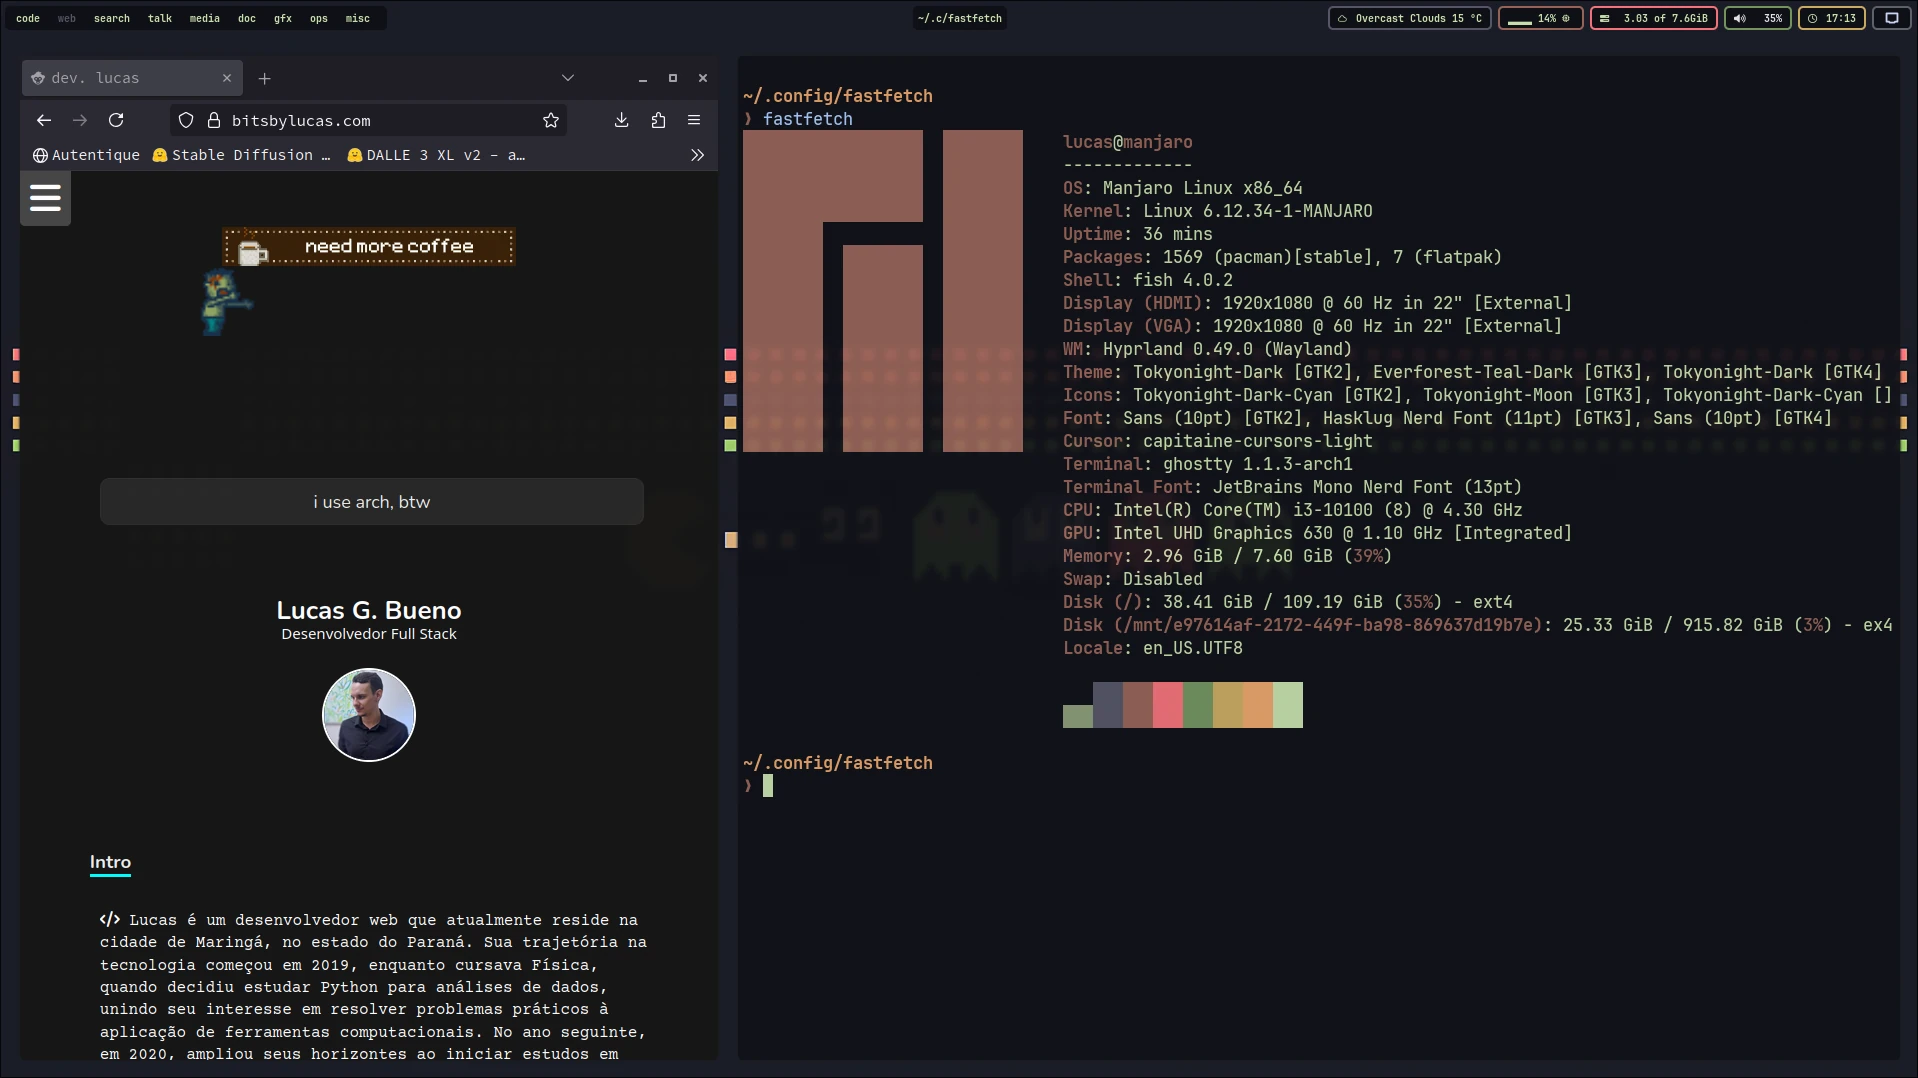 code web search talk media doc gfx ops misc
~/.c/fastfetch
Overcast Clouds 15 °C
14%
3.03 of 7.6GiB
35%
17:13
dev. lucas
bitsbylucas.com
Autentique Stable Diffusion … DALLE 3 XL v2 - a…
need more coffee
i use arch, btw
Lucas G. Bueno
Desenvolvedor Full Stack
Intro
</> Lucas é um desenvolvedor web que atualmente reside na
cidade de Maringá, no estado do Paraná. Sua trajetória na
tecnologia começou em 2019, enquanto cursava Física,
quando decidiu estudar Python para análises de dados,
unindo seu interesse em resolver problemas práticos à
aplicação de ferramentas computacionais. No ano seguinte,
em 2020, ampliou seus horizontes ao iniciar estudos em
~/.config/fastfetch
❯ fastfetch
lucas@manjaro
-------------
OS: Manjaro Linux x86_64
Kernel: Linux 6.12.34-1-MANJARO
Uptime: 36 mins
Packages: 1569 (pacman)[stable], 7 (flatpak)
Shell: fish 4.0.2
Display (HDMI): 1920x1080 @ 60 Hz in 22" [External]
Display (VGA): 1920x1080 @ 60 Hz in 22" [External]
WM: Hyprland 0.49.0 (Wayland)
Theme: Tokyonight-Dark [GTK2], Everforest-Teal-Dark [GTK3], Tokyonight-Dark [GTK4]
Icons: Tokyonight-Dark-Cyan [GTK2], Tokyonight-Moon [GTK3], Tokyonight-Dark-Cyan []
Font: Sans (10pt) [GTK2], Hasklug Nerd Font (11pt) [GTK3], Sans (10pt) [GTK4]
Cursor: capitaine-cursors-light
Terminal: ghostty 1.1.3-arch1
Terminal Font: JetBrains Mono Nerd Font (13pt)
CPU: Intel(R) Core(TM) i3-10100 (8) @ 4.30 GHz
GPU: Intel UHD Graphics 630 @ 1.10 GHz [Integrated]
Memory: 2.96 GiB / 7.60 GiB (39%)
Swap: Disabled
Disk (/): 38.41 GiB / 109.19 GiB (35%) - ext4
Disk (/mnt/e97614af-2172-449f-ba98-869637d19b7e): 25.33 GiB / 915.82 GiB (3%) - ex4
Locale: en_US.UTF8
~/.config/fastfetch
❯